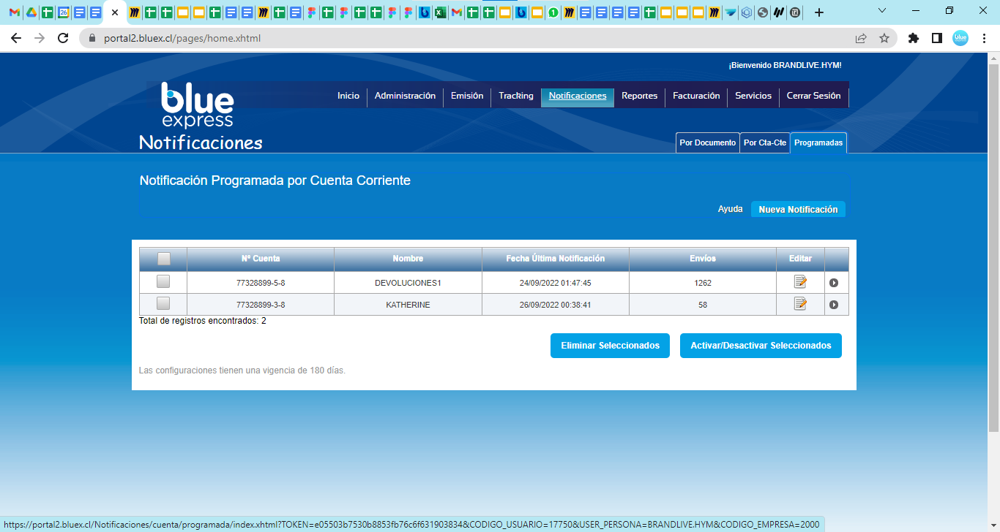 26
1
12
portal2.bluex.cl/pages/home.xhtml
blue
¡Bienvenido BRANDLIVE.HYM!
blue
express
Inicio
Administración
Emisión
Tracking
Notificaciones
Reportes
Facturación
Servicios
Cerrar Sesión
Notificaciones
Por Documento
Por Cta-Cte
Programadas
Notificación Programada por Cuenta Corriente
Ayuda
Nueva Notificación
Nº Cuenta Nombre Fecha Última Notificación Envíos Editar
77328899-5-8 DEVOLUCIONES1 24/09/2022 01:47:45 1262
77328899-3-8 KATHERINE 26/09/2022 00:38:41 58
Total de registros encontrados: 2
Eliminar Seleccionados
Activar/Desactivar Seleccionados
Las configuraciones tienen una vigencia de 180 días.
https://portal2.bluex.cl/Notificaciones/cuenta/programada/index.xhtml?TOKEN=e05503b7530b8853fb76c6f631903834&CODIGO_USUARIO=17750&USER_PERSONA=BRANDLIVE.HYM&CODIGO_EMPRESA=2000